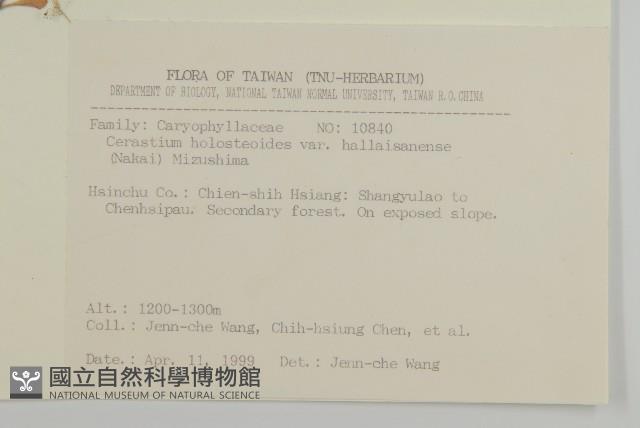 FLORA OF TAIWAN (TNU-HERBARIUM)
DEPARTMENT OF BIOLOGY, NATIONAL TAIWAN NORMAL UNIVERSITY, TAIWAN R.O.CHINA
Family: Caryophyllaceae NO: 10840
Cerastium holosteoides var. hallaisanense
(Nakai) Mizushima
Hsinchu Co.: Chien-shih Hsiang: Shangyulao to
Chenhsipau. Secondary forest. On exposed slope.
Alt.: 1200-1300m
Coll.: Jenn-che Wang, Chih-hsiung Chen, et al.
Date.: Apr. 11, 1999 Det.: Jenn-che Wang
國立自然科學博物館
NATIONAL MUSEUM OF NATURAL SCIENCE